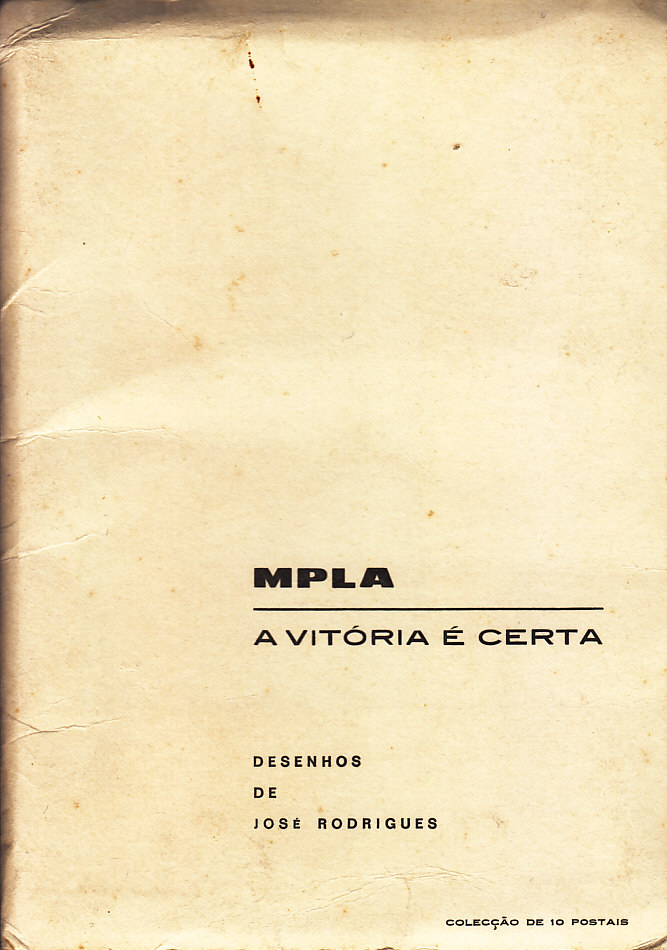 MPLA
A VITÓRIA É CERTA
DESENHOS
DE
JOSÉ RODRIGUES
COLECÇÃO DE 10 POSTAIS